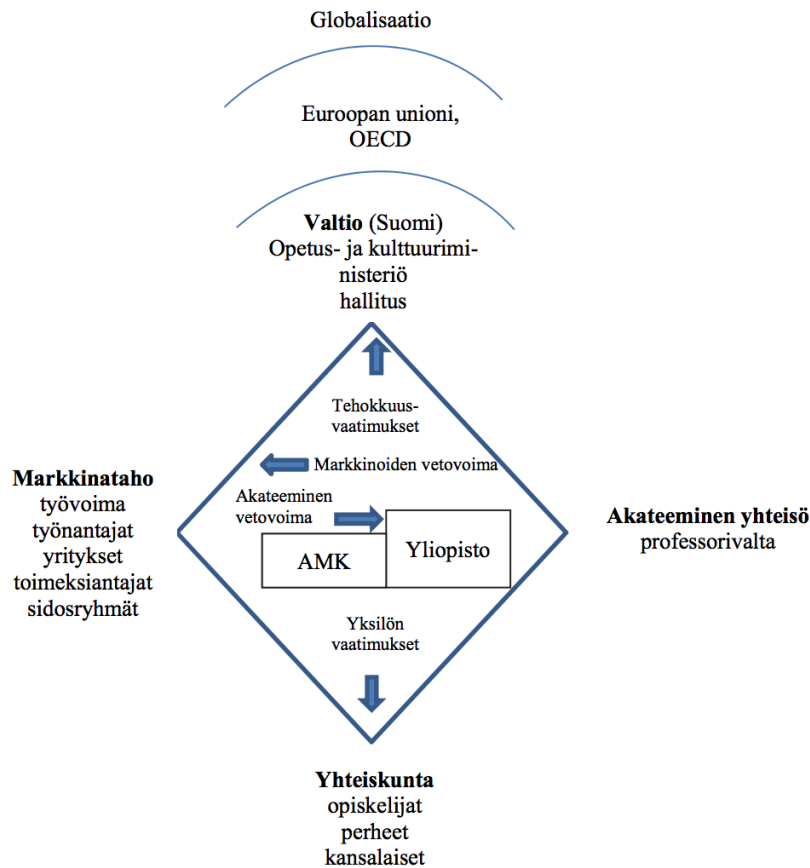 Globalisaatio
Euroopan unioni,
OECD
Valtio (Suomi)
Opetus- ja kulttuurimi-
nisteriö
hallitus
Tehokkuus-
vaatimukset
Markkinoiden vetovoima
Markkinataho
työvoima
työnantajat
yritykset
toimeksiantajat
sidosryhmät
Akateeminen
vetovoima
AMK
Yliopisto
Akateeminen yhteisö
professorivalta
Yksilön
vaatimukset
Yhteiskunta
opiskelijat
perheet
kansalaiset